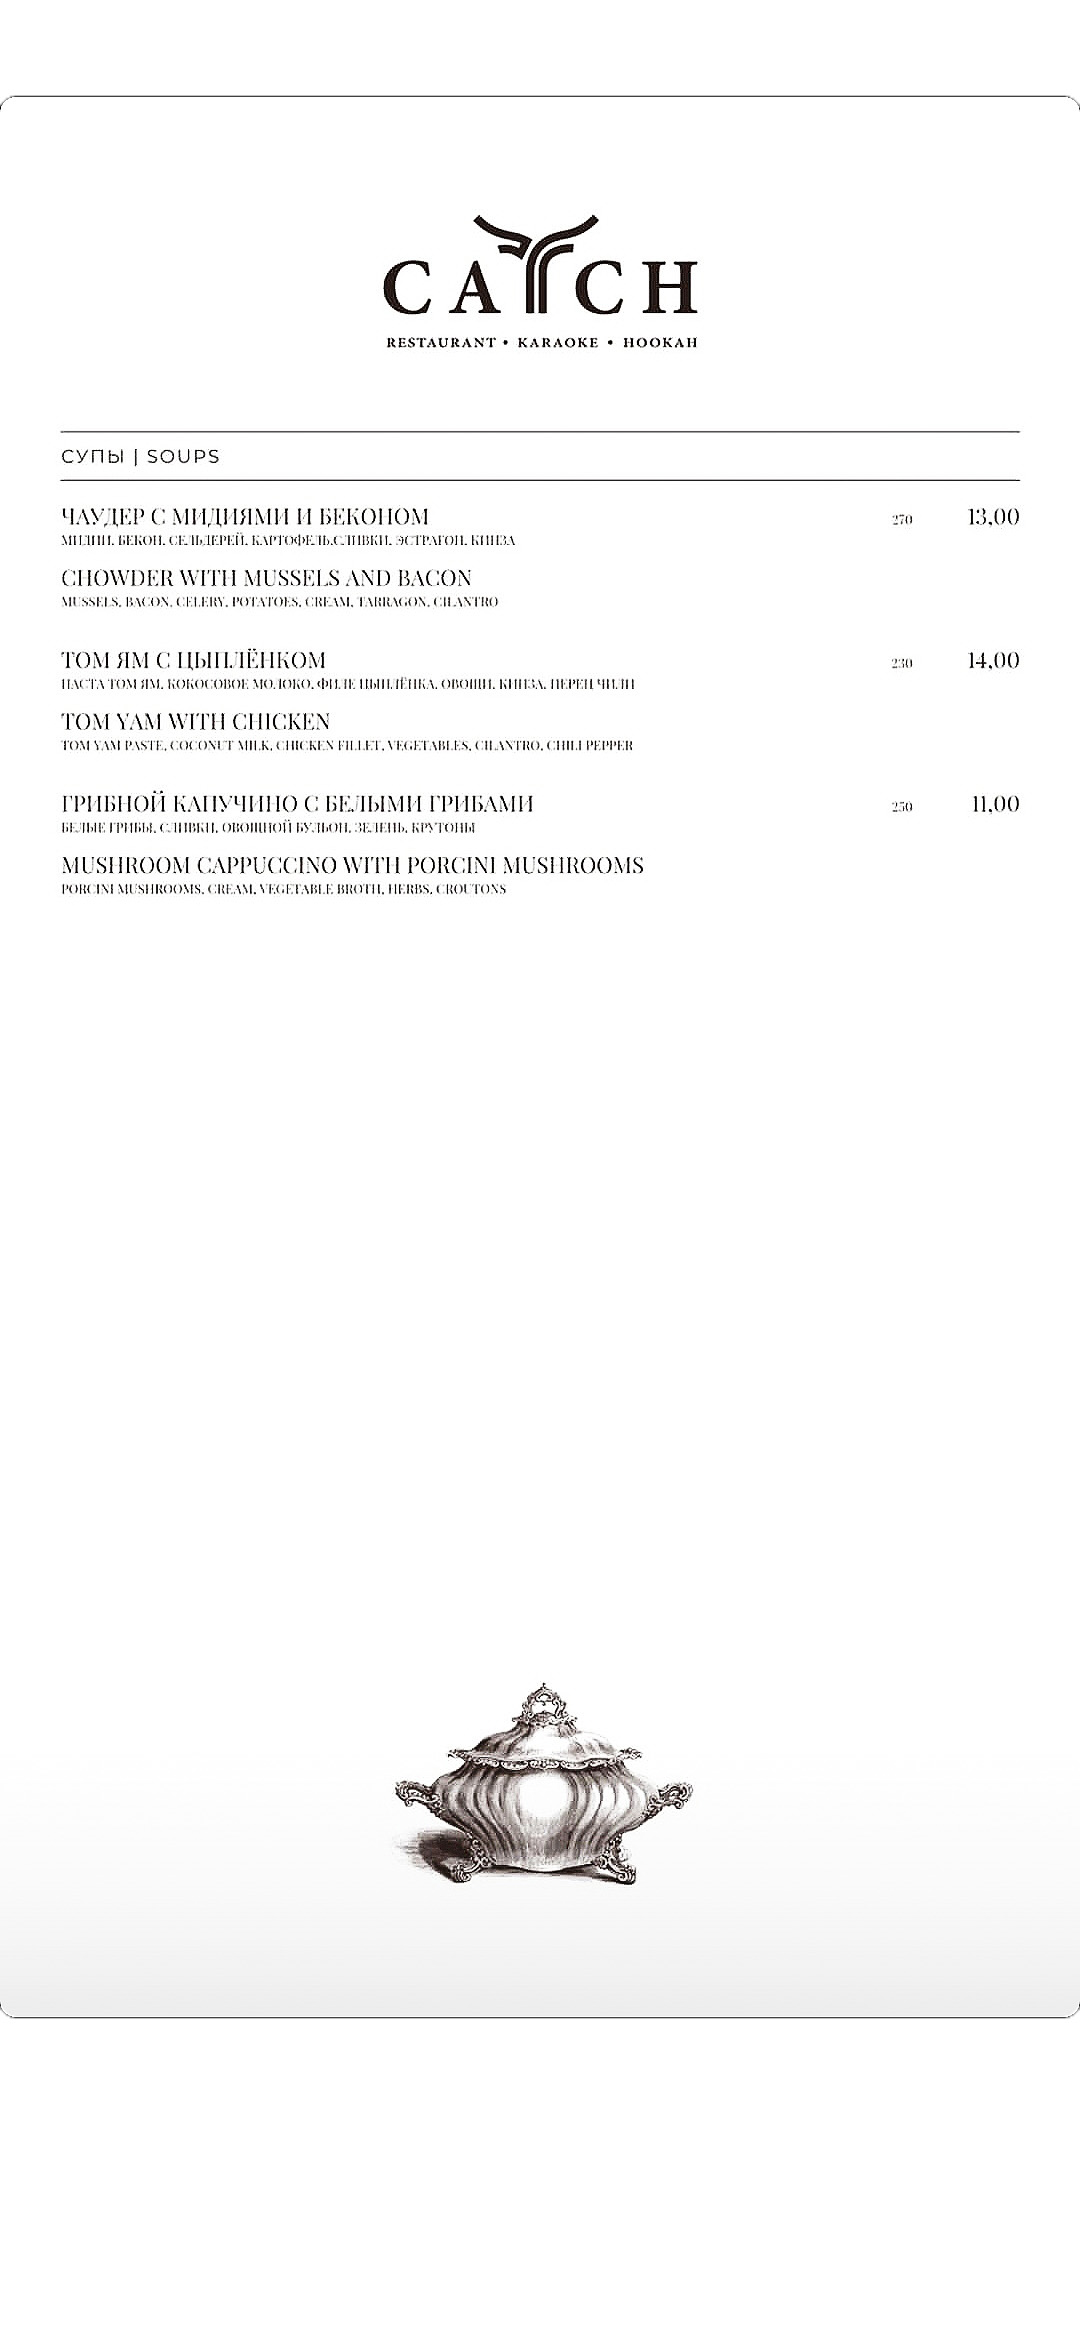 CATCH
RESTAURANT • KARAOKE • HOOKAH
СУПЫ | SOUPS
ЧАУДЕР С МИДИЯМИ И БЕКОНОМ 270 13,00
МИДИИ, БЕКОН, СЕЛЬДЕРЕЙ, КАРТОФЕЛЬ,СЛИВКИ, ЭСТРАГОН, КИНЗА
CHOWDER WITH MUSSELS AND BACON
MUSSELS, BACON, CELERY, POTATOES, CREAM, TARRAGON, CILANTRO
ТОМ ЯМ С ЦЫПЛЁНКОМ 230 14,00
ПАСТА ТОМ ЯМ, КОКОСОВОЕ МОЛОКО, ФИЛЕ ЦЫПЛЁНКА, ОВОЩИ, КИНЗА, ПЕРЕЦ ЧИЛИ
TOM YAM WITH CHICKEN
TOM YAM PASTE, COCONUT MILK, CHICKEN FILLET, VEGETABLES, CILANTRO, CHILI PEPPER
ГРИБНОЙ КАПУЧИНО С БЕЛЫМИ ГРИБАМИ 250 11,00
БЕЛЫЕ ГРИБЫ, СЛИВКИ, ОВОЩНОЙ БУЛЬОН, ЗЕЛЕНЬ, КРУТОНЫ
MUSHROOM CAPPUCCINO WITH PORCINI MUSHROOMS
PORCINI MUSHROOMS, CREAM, VEGETABLE BROTH, HERBS, CROUTONS